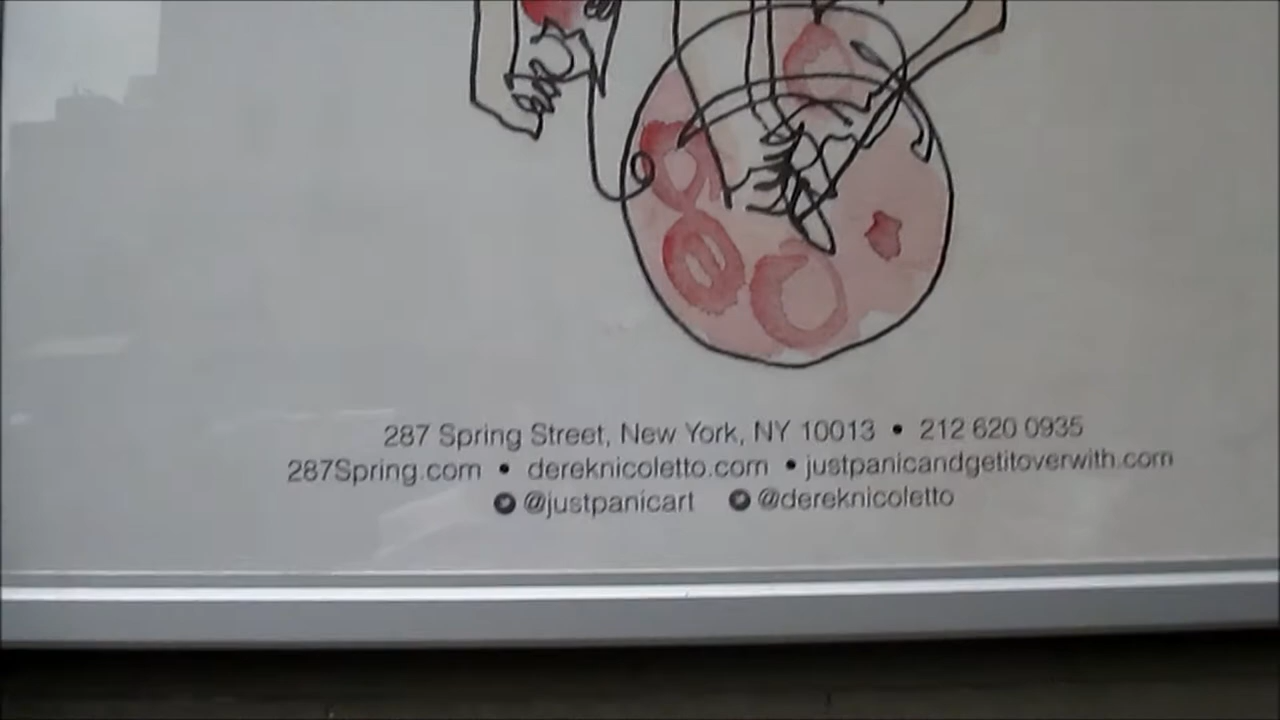 287 Spring Street, New York, NY 10013 • 212 620 0935
287Spring.com • dereknicoletto.com • justpanicandgetitoverwith.com
@justpanicart @dereknicoletto